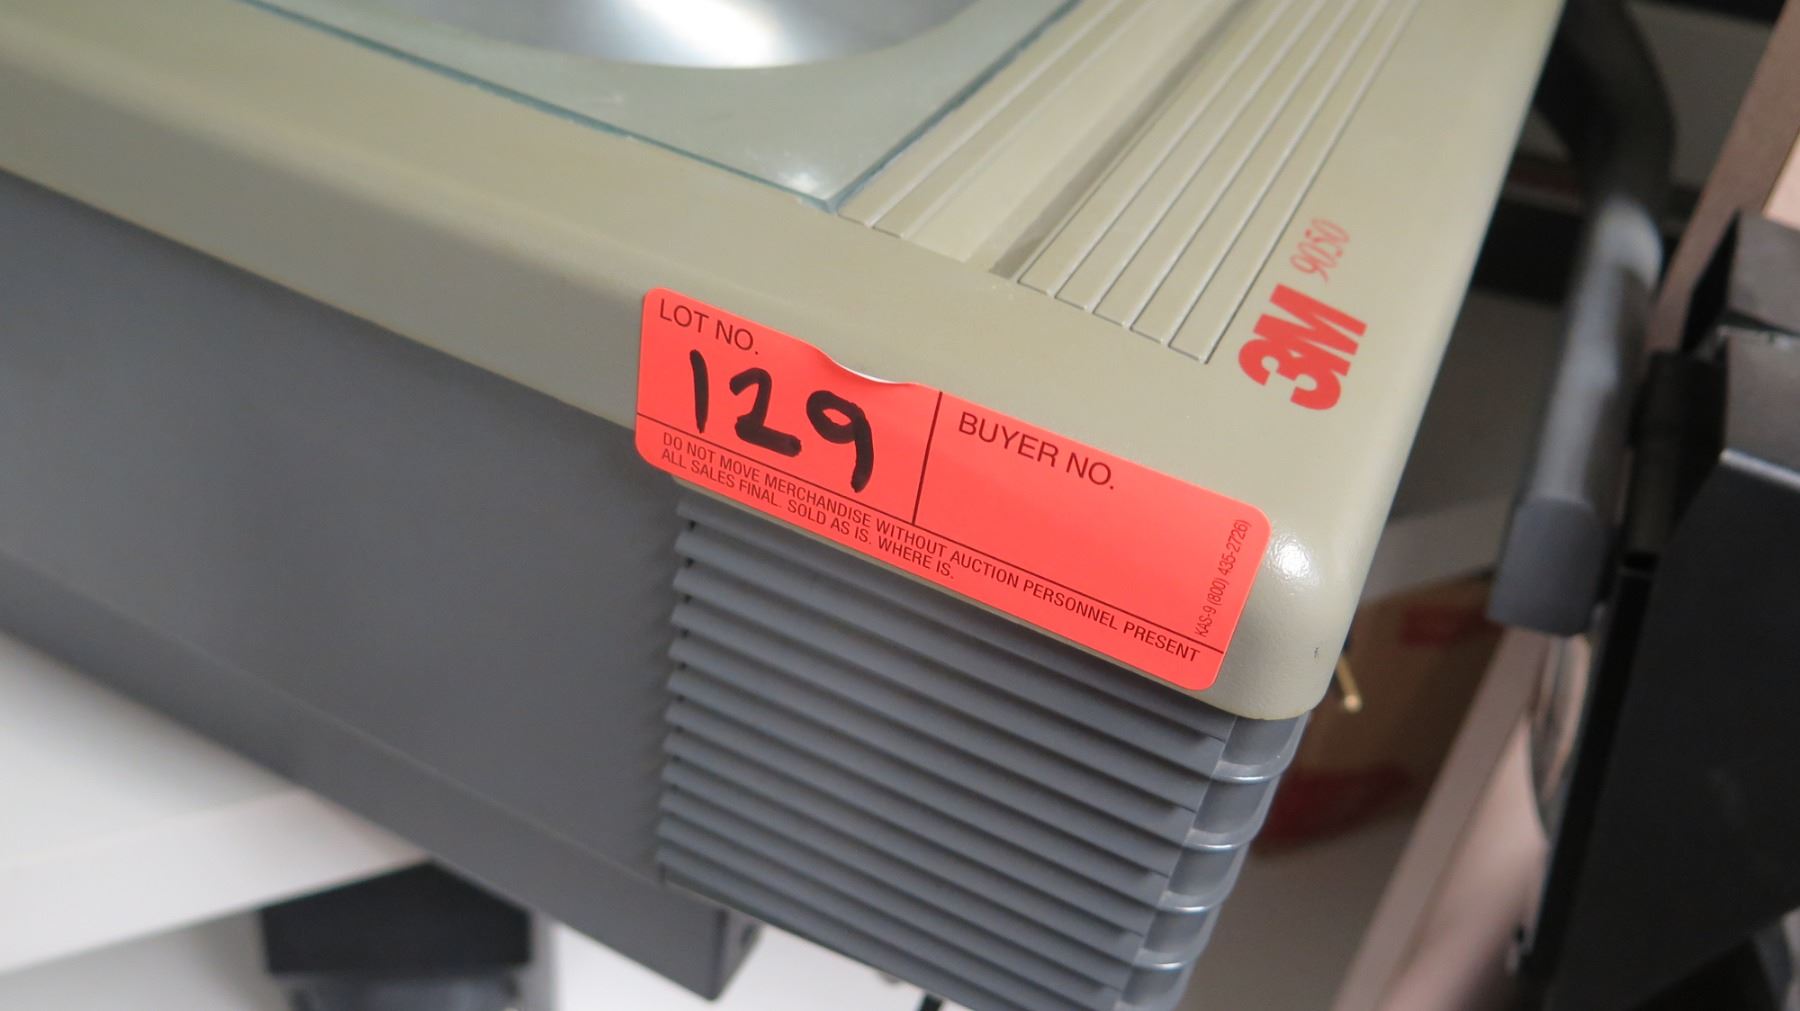 LOT NO.
129
BUYER NO.
DO NOT MOVE MERCHANDISE WITHOUT AUCTION PERSONNEL PRESENT
ALL SALES FINAL. SOLD AS IS. WHERE IS.
KAS-9 (800) 435-2726)
3M 9050